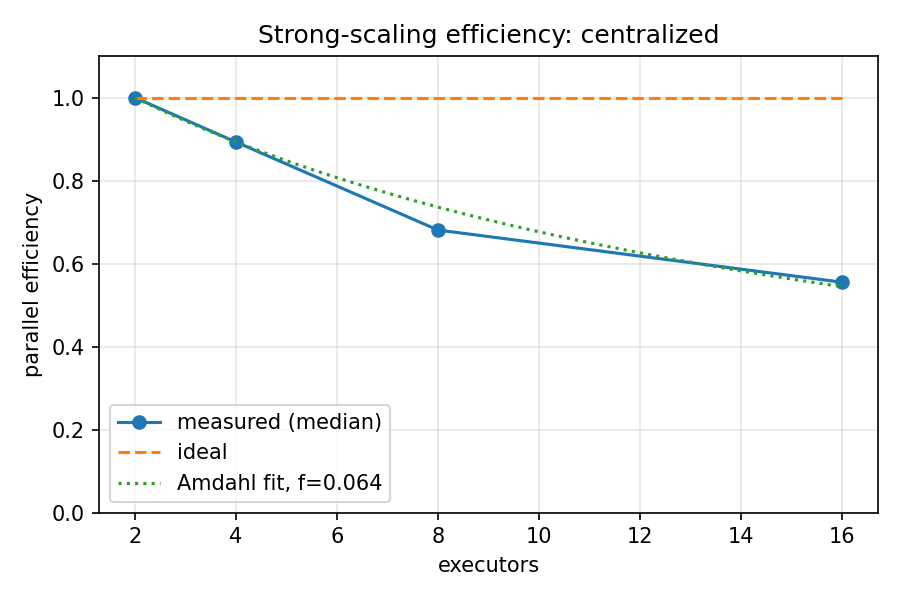 Strong-scaling efficiency: centralized
parallel efficiency
1.0
0.8
0.6
0.4
0.2
0.0
measured (median)
ideal
Amdahl fit, f=0.064
2
4
6
8
10
12
14
16
executors